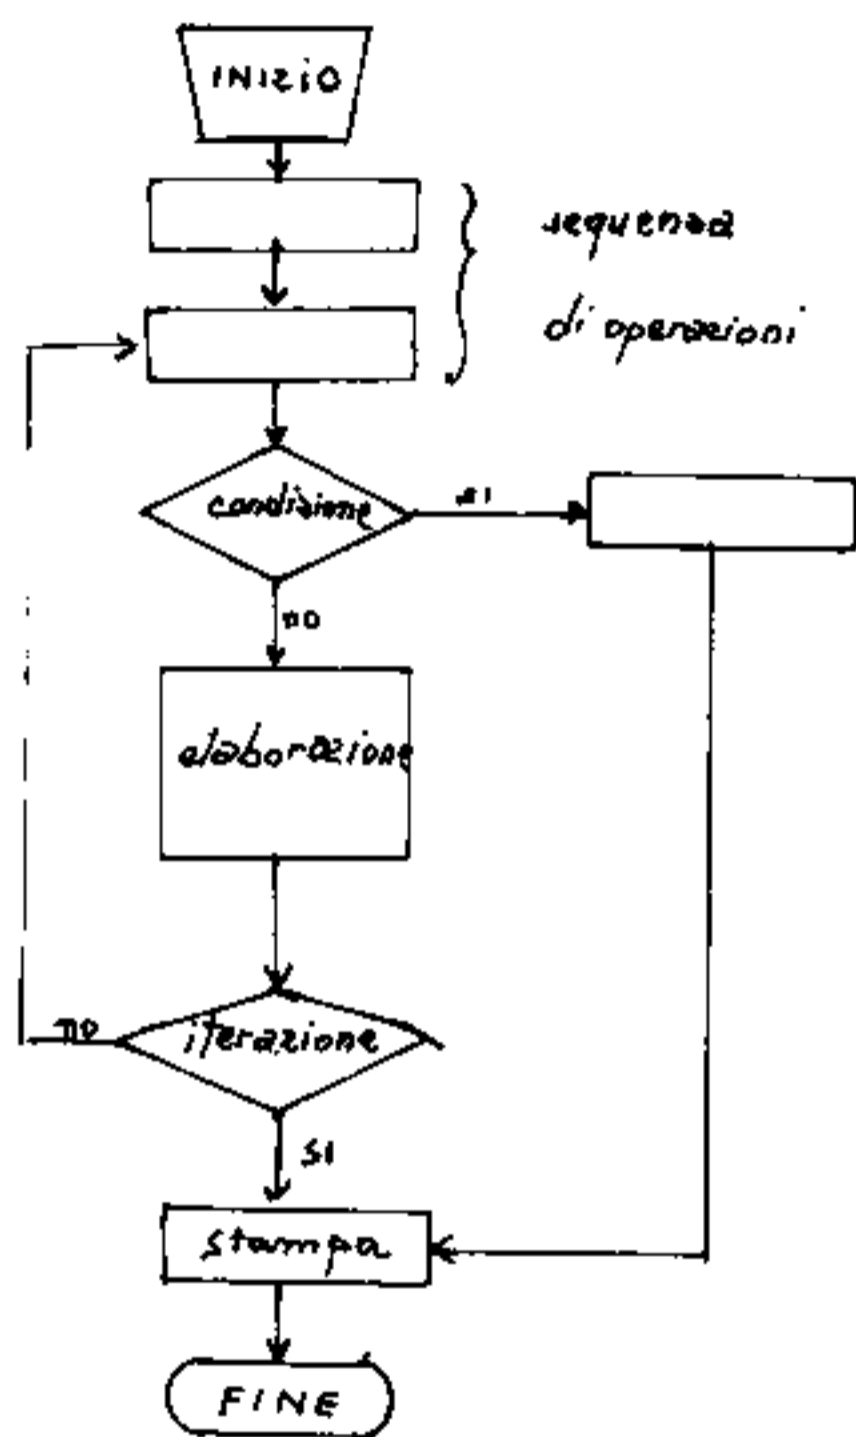 INIZIO
sequenza
di operazioni
condizione
si
no
elaborazione
iterazione
no
SI
stampa
FINE